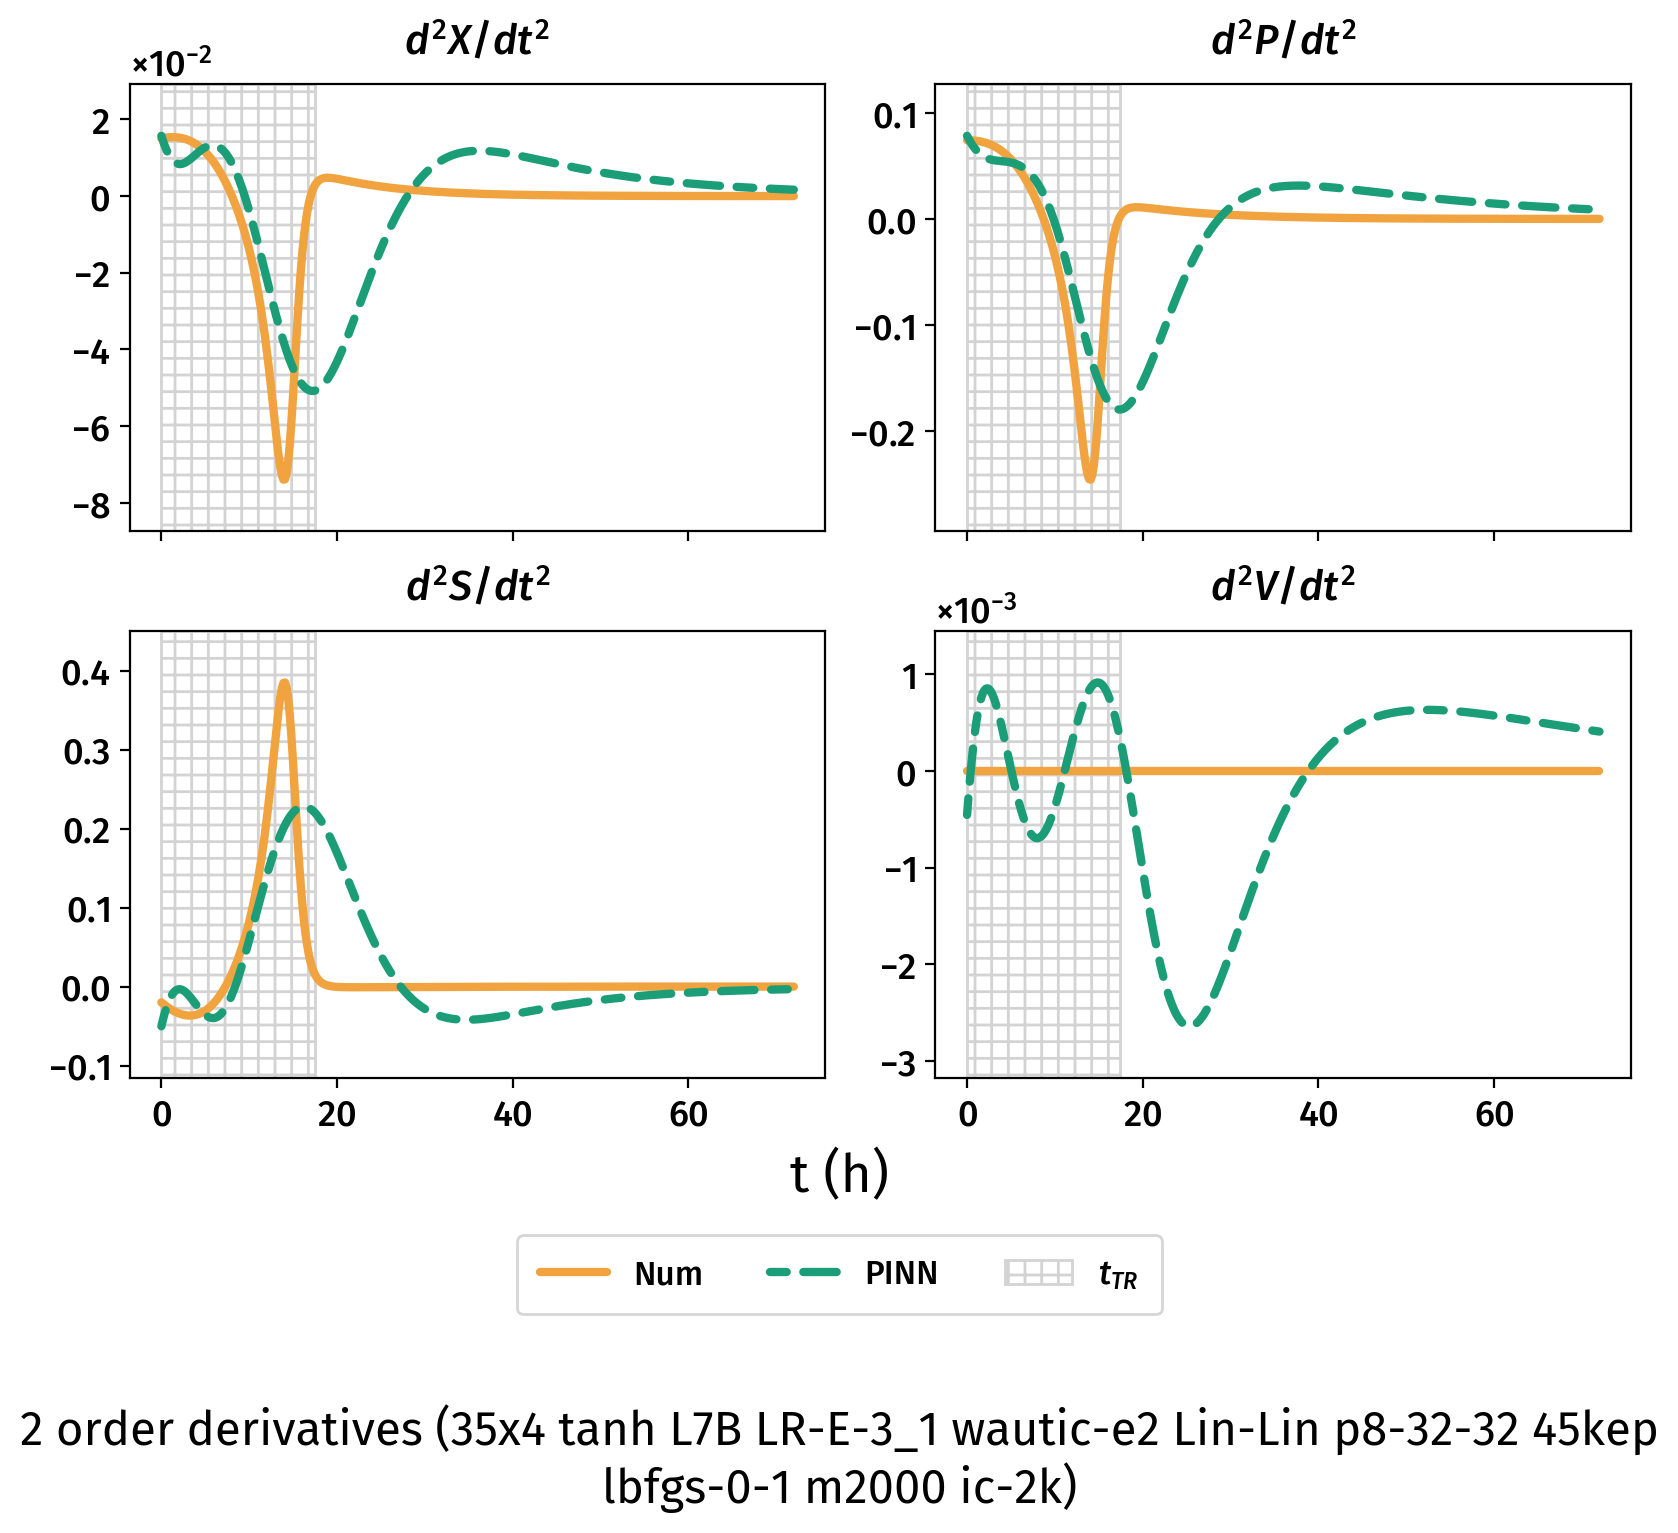 d²X/dt²
d²P/dt²
×10⁻²
2
0
−2
−4
−6
−8
0.1
0.0
−0.1
−0.2
d²S/dt²
d²V/dt²
×10⁻³
0.4
0.3
0.2
0.1
0.0
−0.1
1
0
−1
−2
−3
0 20 40 60
0 20 40 60
t (h)
Num PINN t_TR
2 order derivatives (35x4 tanh L7B LR-E-3_1 wautic-e2 Lin-Lin p8-32-32 45kep
lbfgs-0-1 m2000 ic-2k)